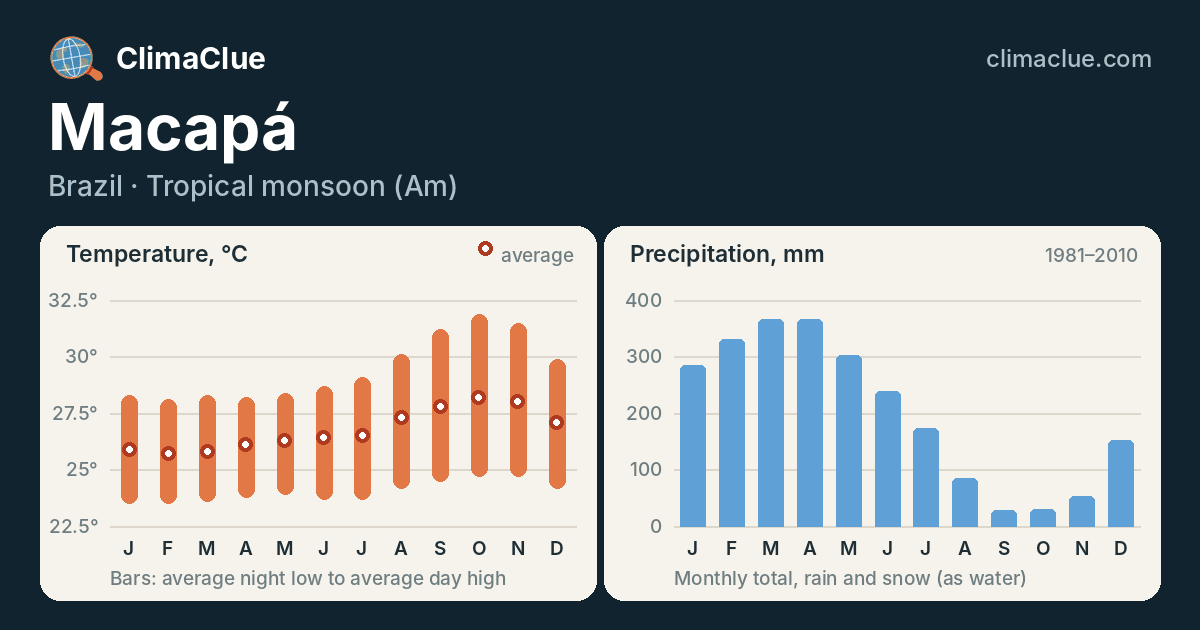 ClimaClue
climaclue.com
Macapá
Brazil · Tropical monsoon (Am)
Temperature, °C
average
32.5°
30°
27.5°
25°
22.5°
J F M A M J J A S O N D
Bars: average night low to average day high
Precipitation, mm
1981–2010
400
300
200
100
0
J F M A M J J A S O N D
Monthly total, rain and snow (as water)